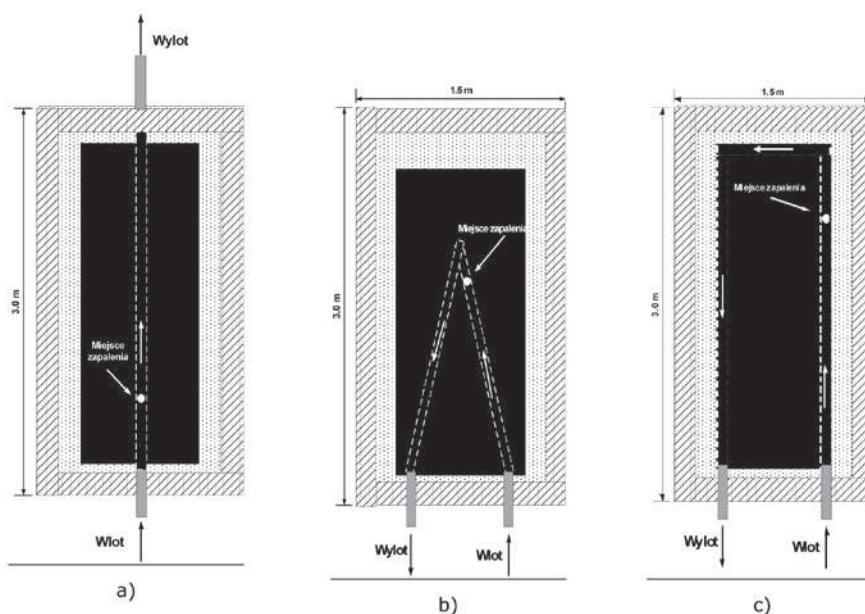 Wylot
3.0 m
Miejsce
zapalenia
Wlot
a)
1.5 m
3.0 m
Miejsce zapalenia
Wylot
Wlot
b)
1.5 m
3.0 m
Miejsce zapalenia
Wylot
Wlot
c)